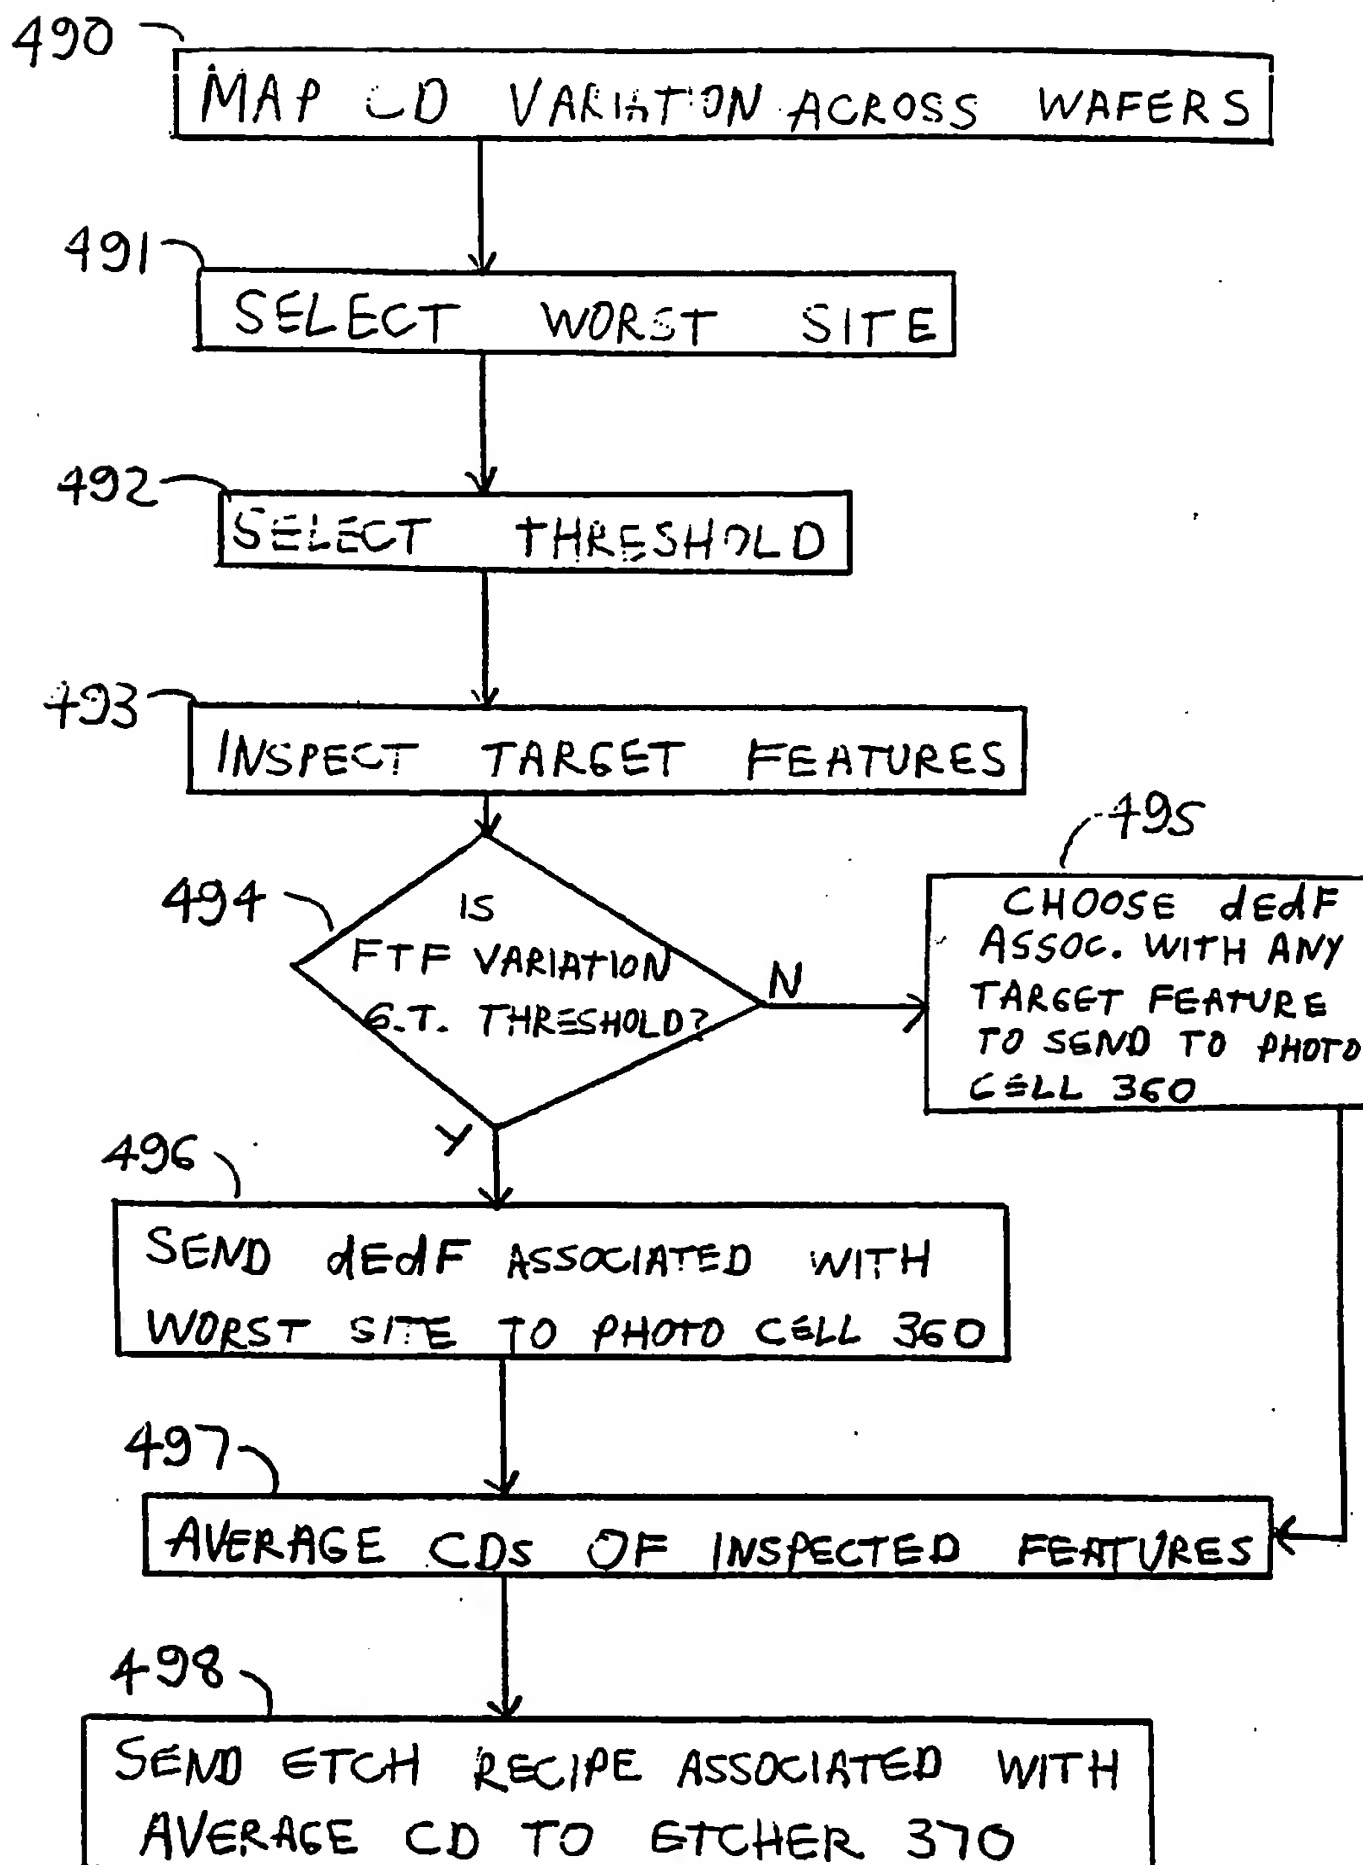 490
MAP CD VARIATION ACROSS WAFERS
491
SELECT WORST SITE
492
SELECT THRESHOLD
493
INSPECT TARGET FEATURES
494
IS
FTF VARIATION
G.T. THRESHOLD?
N
Y
495
CHOOSE dEdF
ASSOC. WITH ANY
TARGET FEATURE
TO SEND TO PHOTO
CELL 360
496
SEND dEdF ASSOCIATED WITH
WORST SITE TO PHOTO CELL 360
497
AVERAGE CDs OF INSPECTED FEATURES
498
SEND ETCH RECIPE ASSOCIATED WITH
AVERAGE CD TO ETCHER 370